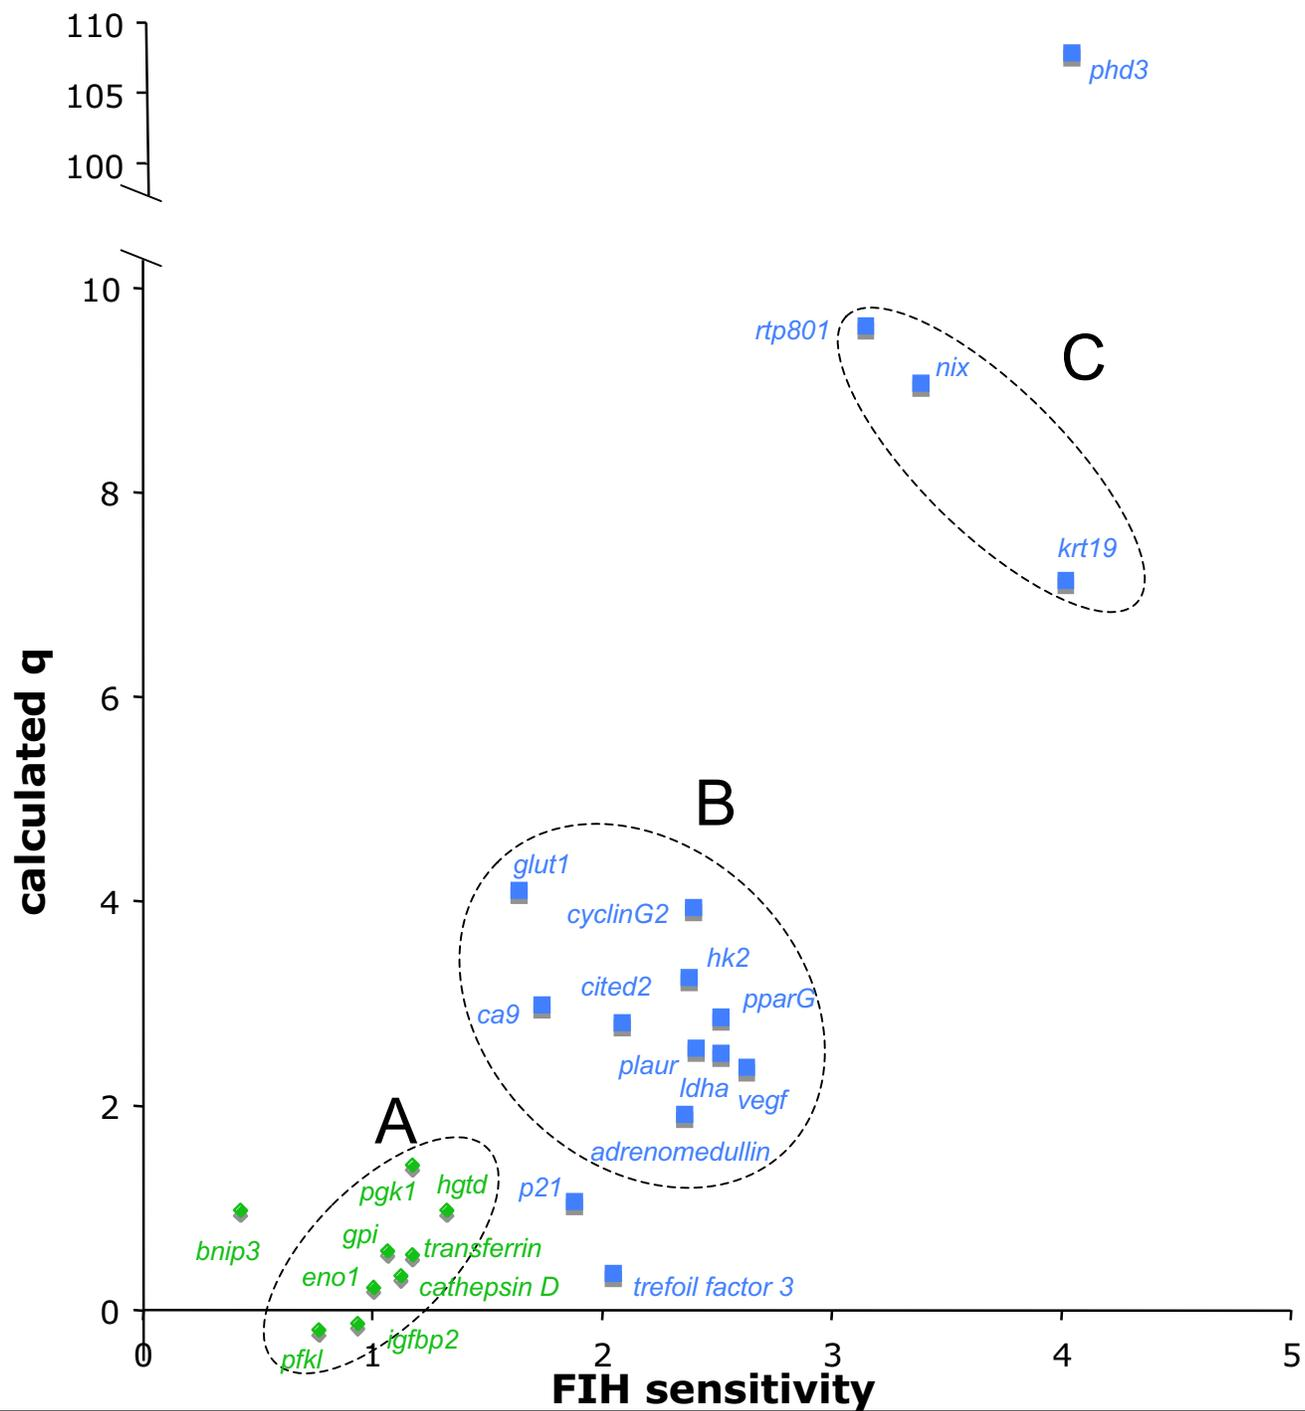 110
phd3
105
100
10
rtp801
C
nix
8
krt19
6
calculated q
B
glut1
4
cyclinG2
hk2
cited2
pparG
ca9
plaur
ldha
vegf
2
A
adrenomedullin
pgk1
hgtd
p21
gpi
bnip3
transferrin
eno1
cathepsin D
trefoil factor 3
0
igfbp2
pfkl
0 1 2 3 4 5
FIH sensitivity